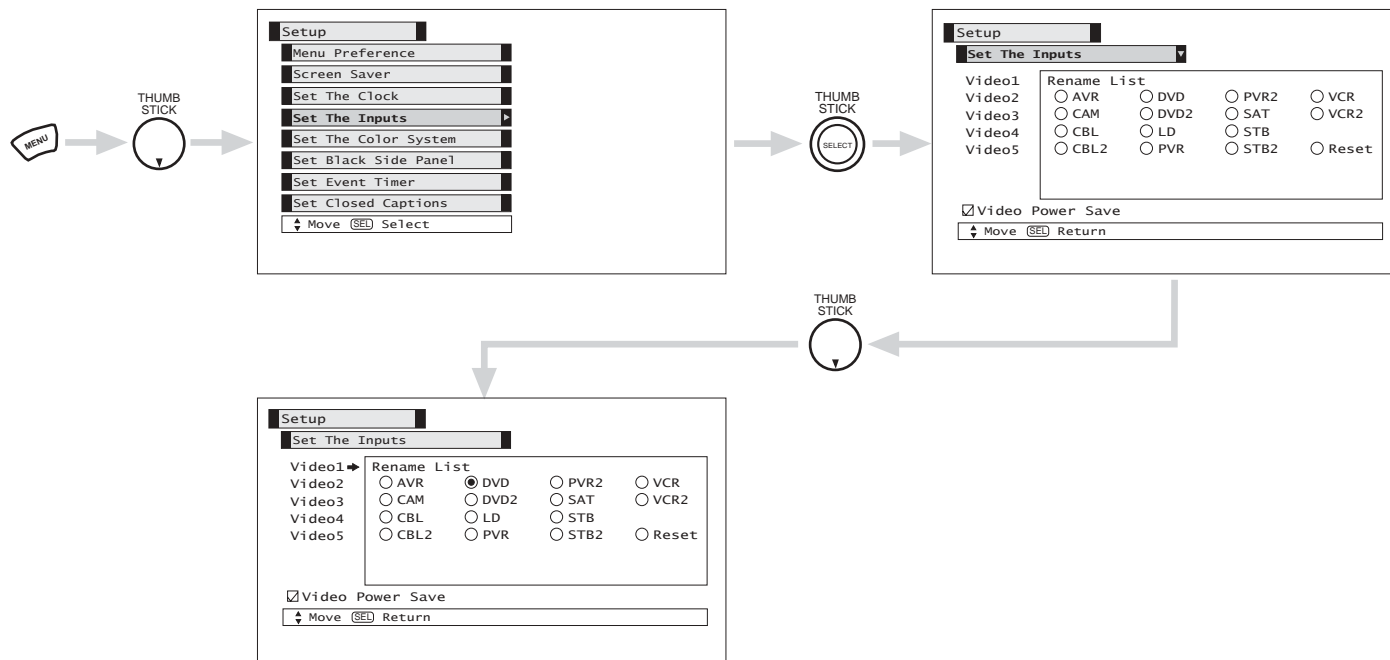 MENU
THUMB
STICK
Setup
Menu Preference
Screen Saver
Set The Clock
Set The Inputs
Set The Color System
Set Black Side Panel
Set Event Timer
Set Closed Captions
Move SEL Select
THUMB
STICK
SELECT
Setup
Set The Inputs
Video1 Rename List
Video2 AVR DVD PVR2 VCR
Video3 CAM DVD2 SAT VCR2
Video4 CBL LD STB
Video5 CBL2 PVR STB2 Reset
Video Power Save
Move SEL Return
THUMB
STICK
Setup
Set The Inputs
Video1 Rename List
Video2 AVR DVD PVR2 VCR
Video3 CAM DVD2 SAT VCR2
Video4 CBL LD STB
Video5 CBL2 PVR STB2 Reset
Video Power Save
Move SEL Return